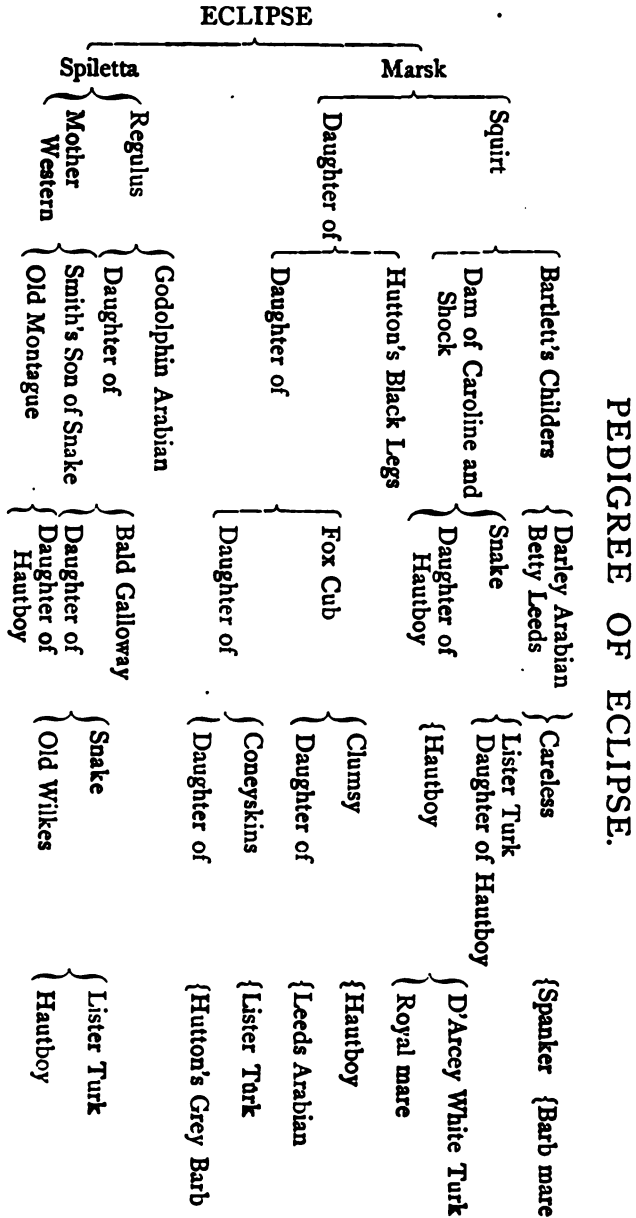 PEDIGREE OF ECLIPSE.
ECLIPSE
Marsk
Spiletta
Squirt
Daughter of
Regulus
Mother
Western
Bartlett's Childers
Dam of Caroline and
Shock
Hutton's Black Legs
Daughter of
Godolphin Arabian
Daughter of
Smith's Son of Snake
Old Montague
Darley Arabian
Betty Leeds
Snake
Daughter of
Hautboy
Fox Cub
Daughter of
Bald Galloway
Daughter of
Daughter of
Hautboy
Careless
Lister Turk
Daughter of Hautboy
{Hautboy
Clumsy
Daughter of
Coneyskins
Daughter of
Snake
Old Wilkes
{Spanker {Barb mare
D'Arcey White Turk
Royal mare
{Hautboy
{Leeds Arabian
{Lister Turk
{Hutton's Grey Barb
Lister Turk
Hautboy